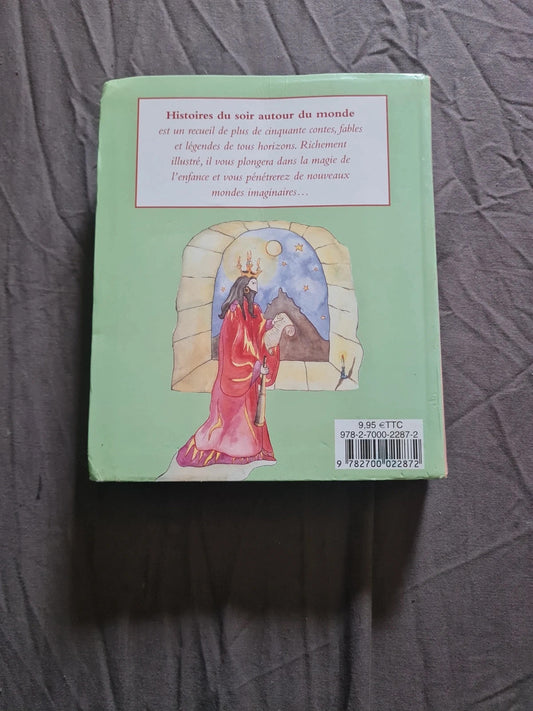 Histoires du soir autour du monde
est un recueil de plus de cinquante contes, fables
et légendes de tous horizons. Richement
illustré, il vous plongera dans la magie de
l'enfance et vous pénétrerez de nouveaux
mondes imaginaires…
9,95 €TTC
978-2-7000-2287-2
9 782700 022872